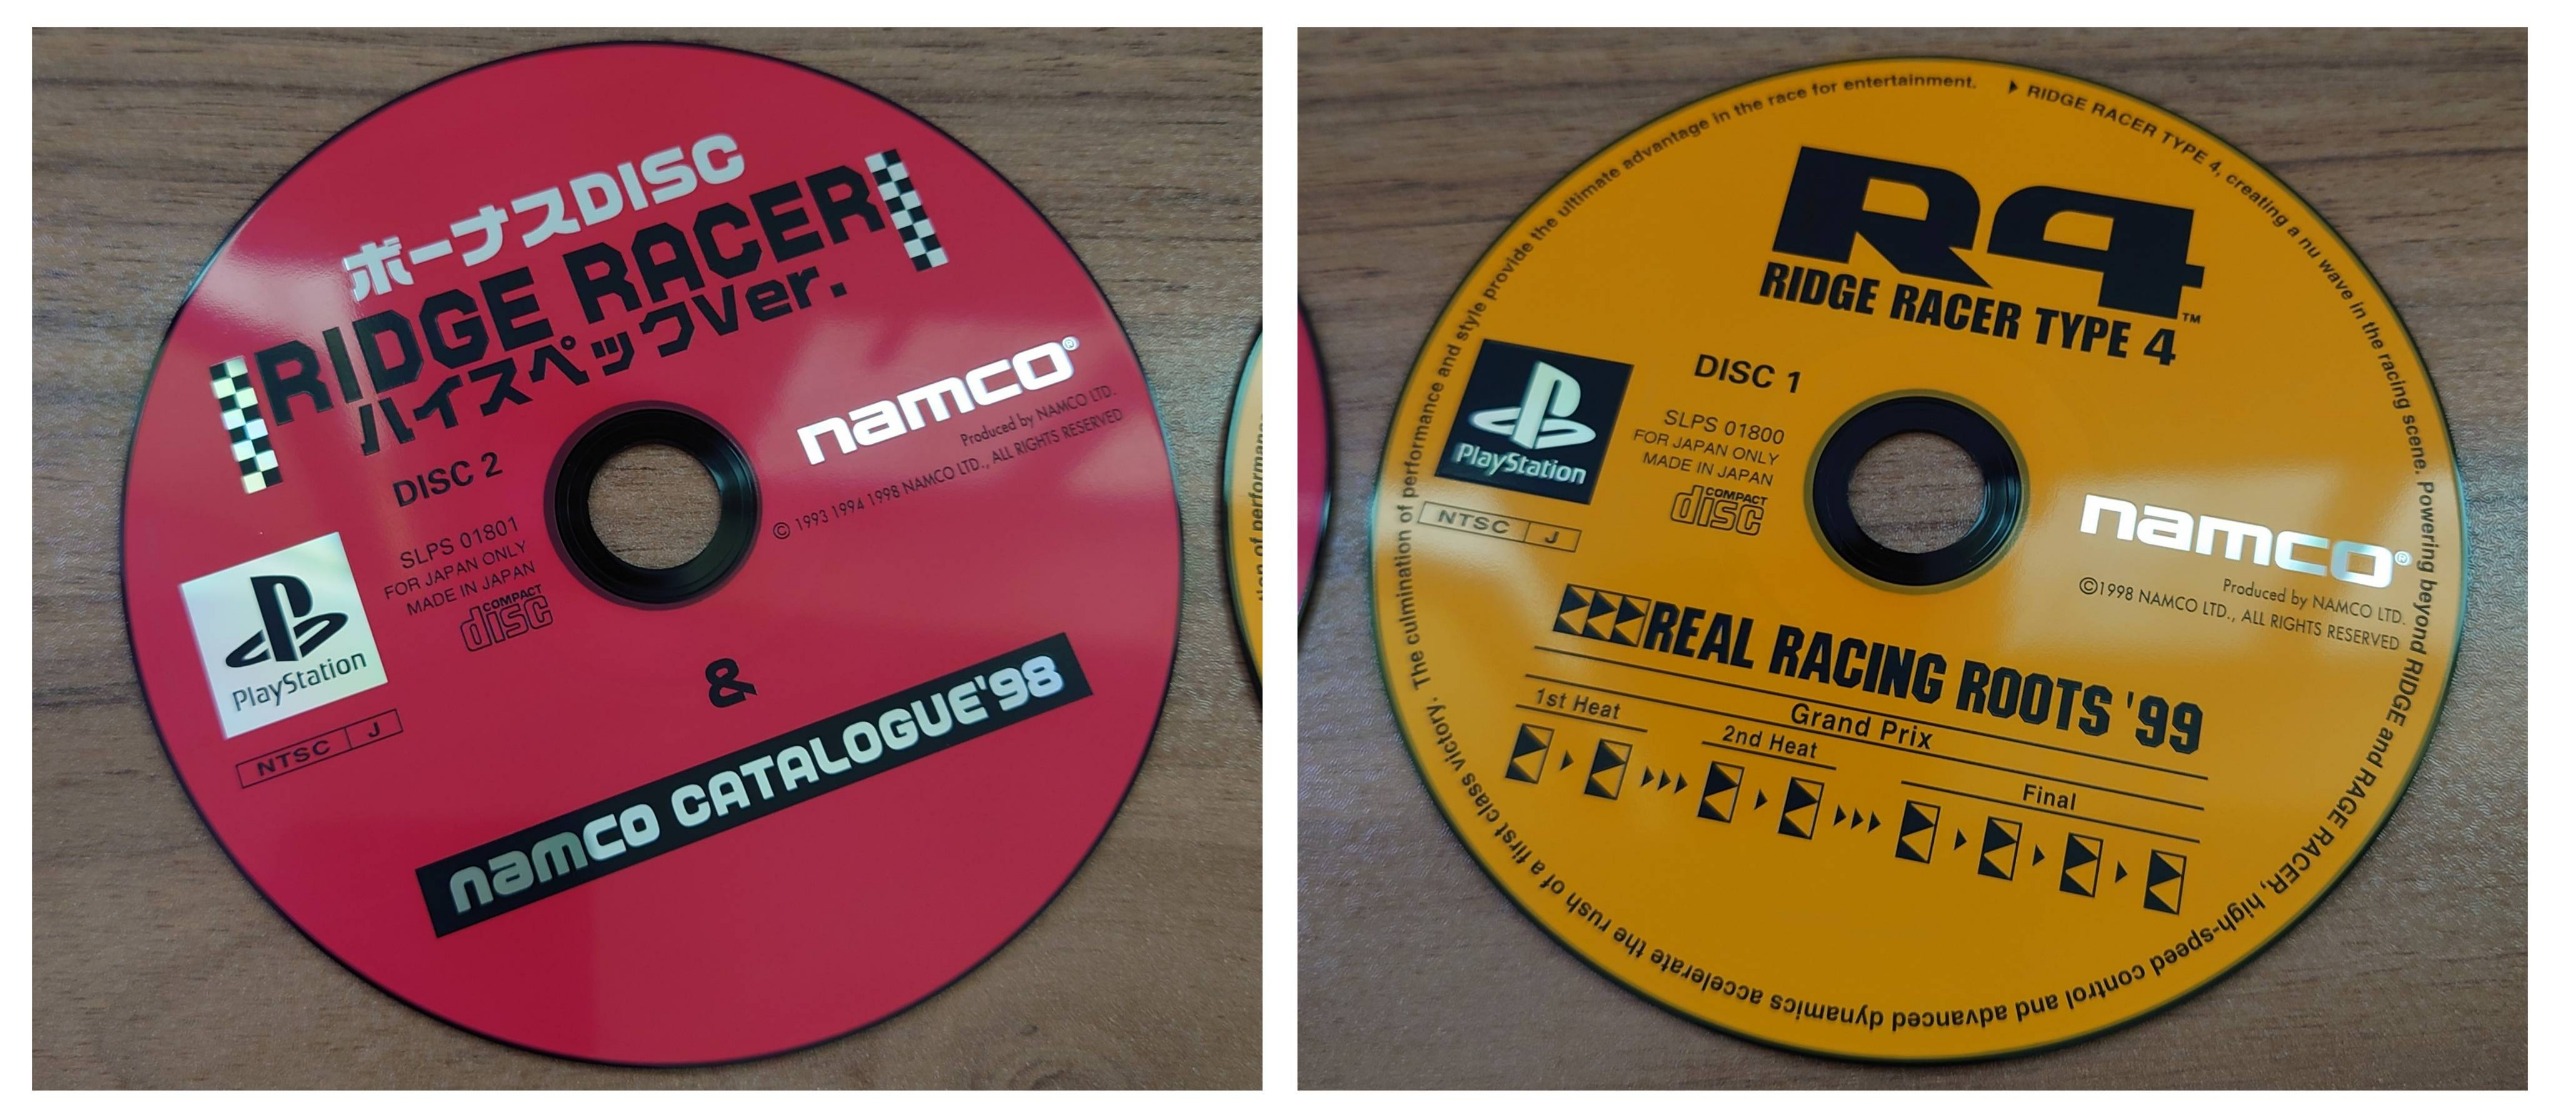 ボーナスDISC
RIDGE RACER
ハイスペックVer.
namco®
Produced by NAMCO LTD.
© 1993 1994 1998 NAMCO LTD., ALL RIGHTS RESERVED
DISC 2
SLPS 01801
FOR JAPAN ONLY
MADE IN JAPAN
COMPACT
disc
PlayStation
NTSC J
&
namco CATALOGUE'98
tion of performanc
▶ RIDGE RACER TYPE 4, creating a nu wave in the racing scene. Powering beyond RIDGE and RAGE RACER, high-speed control and advanced dynamics accelerate the rush of a first class victory. The culmination of performance and style provide the ultimate advantage in the race for entertainment.
R4™
RIDGE RACER TYPE 4
DISC 1
SLPS 01800
FOR JAPAN ONLY
MADE IN JAPAN
COMPACT
disc
PlayStation
NTSC J
namco®
Produced by NAMCO LTD.
©1998 NAMCO LTD., ALL RIGHTS RESERVED
REAL RACING ROOTS '99
Grand Prix
1st Heat
2nd Heat
Final